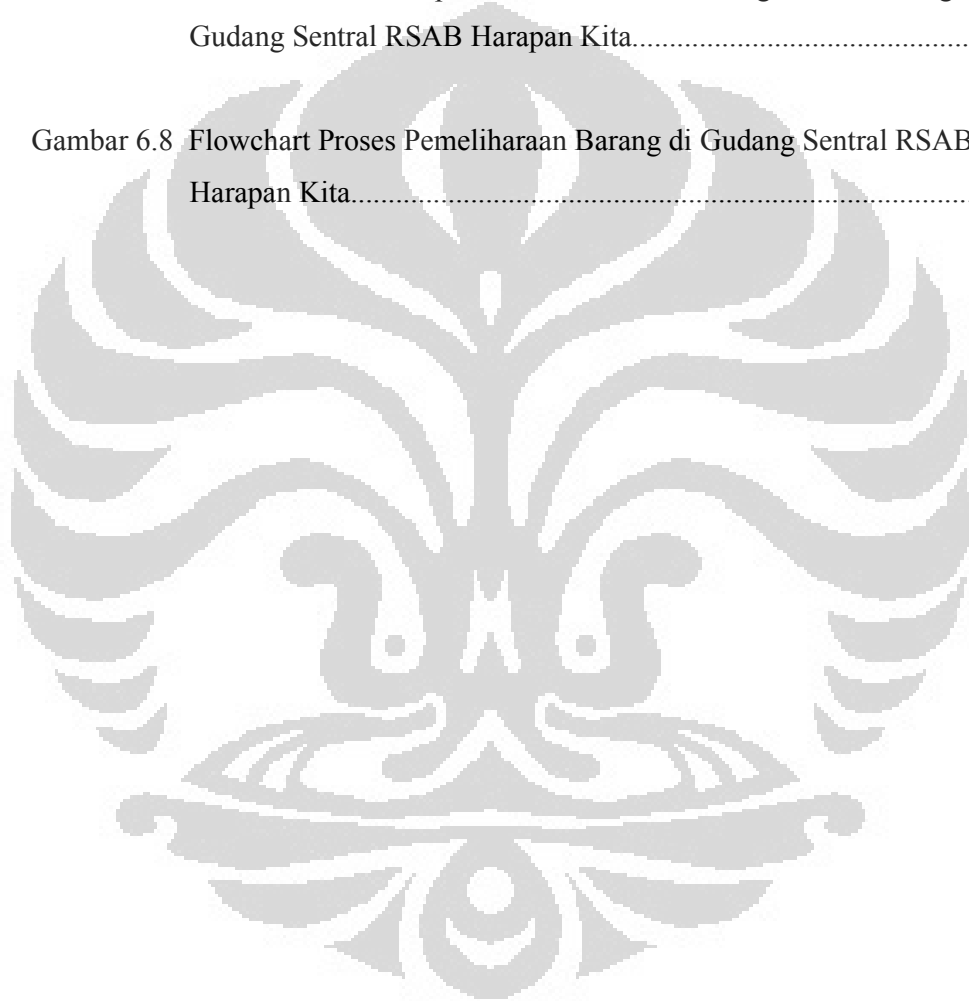 Gudang Sentral RSAB Harapan Kita............................................
Gambar 6.8 Flowchart Proses Pemeliharaan Barang di Gudang Sentral RSAB
Harapan Kita..................................................................................